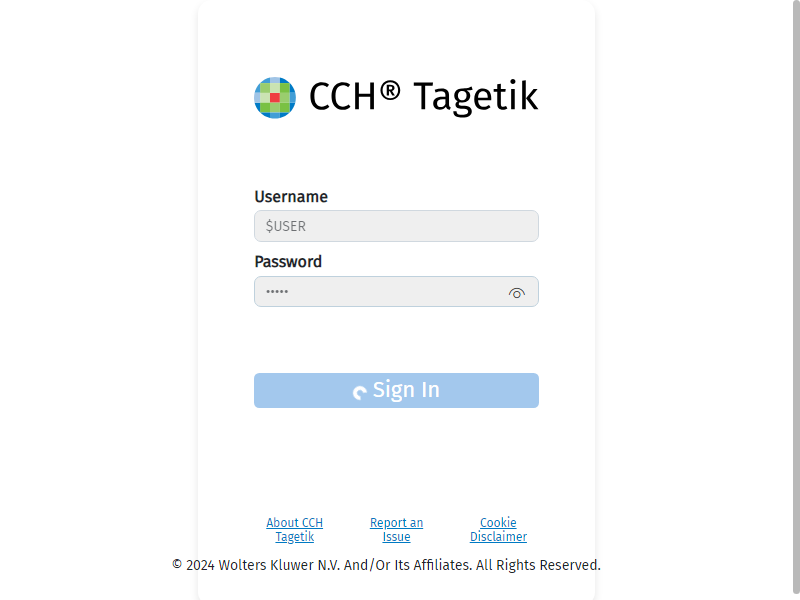 CCH® Tagetik
Username
$USER
Password
•••••
Sign In
About CCH
Tagetik
Report an
Issue
Cookie
Disclaimer
© 2024 Wolters Kluwer N.V. And/Or Its Affiliates. All Rights Reserved.